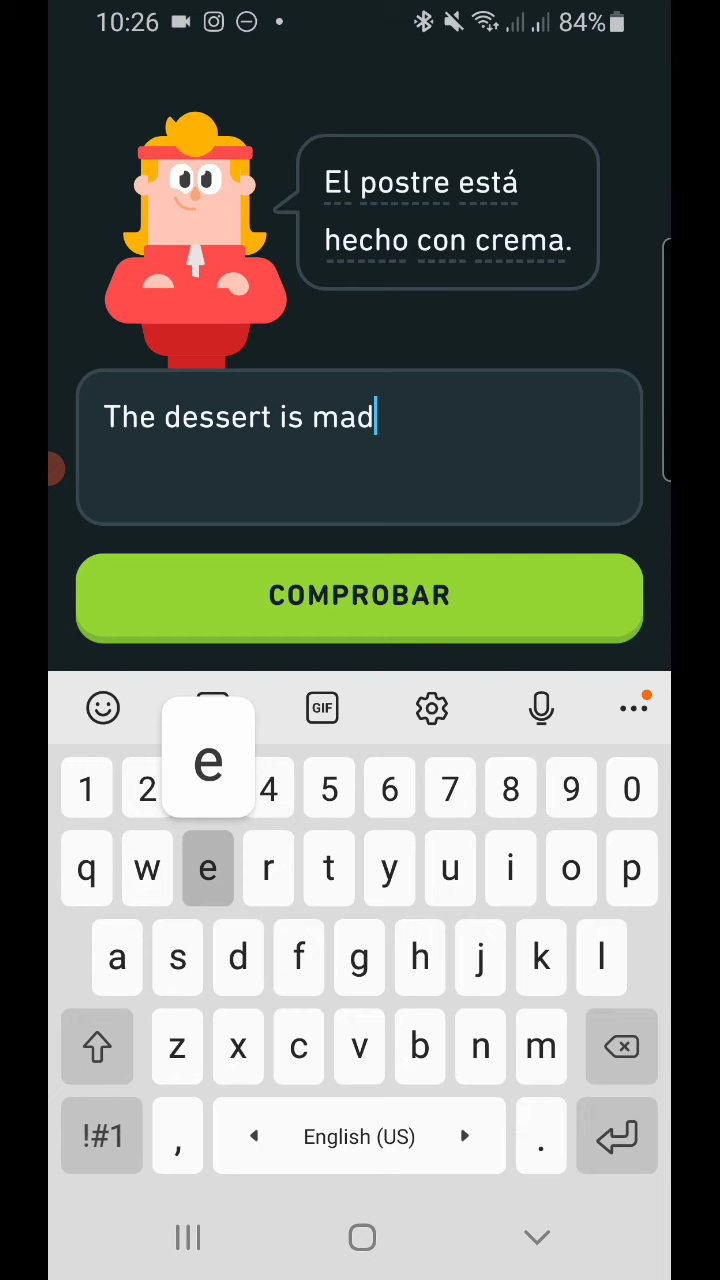 10:26 84%
El postre está
hecho con crema.
The dessert is mad
COMPROBAR
GIF
e
1 2 4 5 6 7 8 9 0
q w e r t y u i o p
a s d f g h j k l
z x c v b n m
!#1 , English (US) .